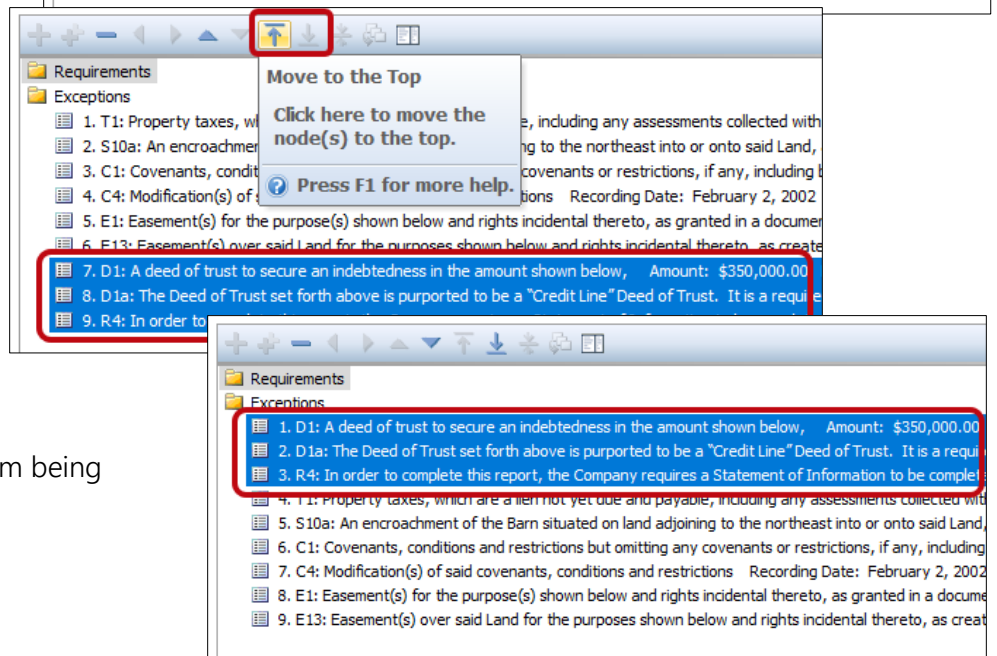 Requirements
Exceptions
Move to the Top
Click here to move the
node(s) to the top.
Press F1 for more help.
1. T1: Property taxes, w e, including any assessments collected with
2. S10a: An encroachmen ng to the northeast into or onto said Land,
3. C1: Covenants, condit covenants or restrictions, if any, including
4. C4: Modification(s) of tions Recording Date: February 2, 2002
5. E1: Easement(s) for the purpose(s) shown below and rights incidental thereto, as granted in a documen
6. E13: Easement(s) over said Land for the purposes shown below and rights incidental thereto, as create
7. D1: A deed of trust to secure an indebtedness in the amount shown below, Amount: $350,000.00
8. D1a: The Deed of Trust set forth above is purported to be a "Credit Line" Deed of Trust. It is a require
9. R4: In order to
m being
Requirements
Exceptions
1. D1: A deed of trust to secure an indebtedness in the amount shown below, Amount: $350,000.00
2. D1a: The Deed of Trust set forth above is purported to be a "Credit Line" Deed of Trust. It is a requi
3. R4: In order to complete this report, the Company requires a Statement of Information to be complet
4. T1: Property taxes, which are a lien not yet due and payable, including any assessments collected with
5. S10a: An encroachment of the Barn situated on land adjoining to the northeast into or onto said Land,
6. C1: Covenants, conditions and restrictions but omitting any covenants or restrictions, if any, including
7. C4: Modification(s) of said covenants, conditions and restrictions Recording Date: February 2, 2002
8. E1: Easement(s) for the purpose(s) shown below and rights incidental thereto, as granted in a docume
9. E13: Easement(s) over said Land for the purposes shown below and rights incidental thereto, as creat